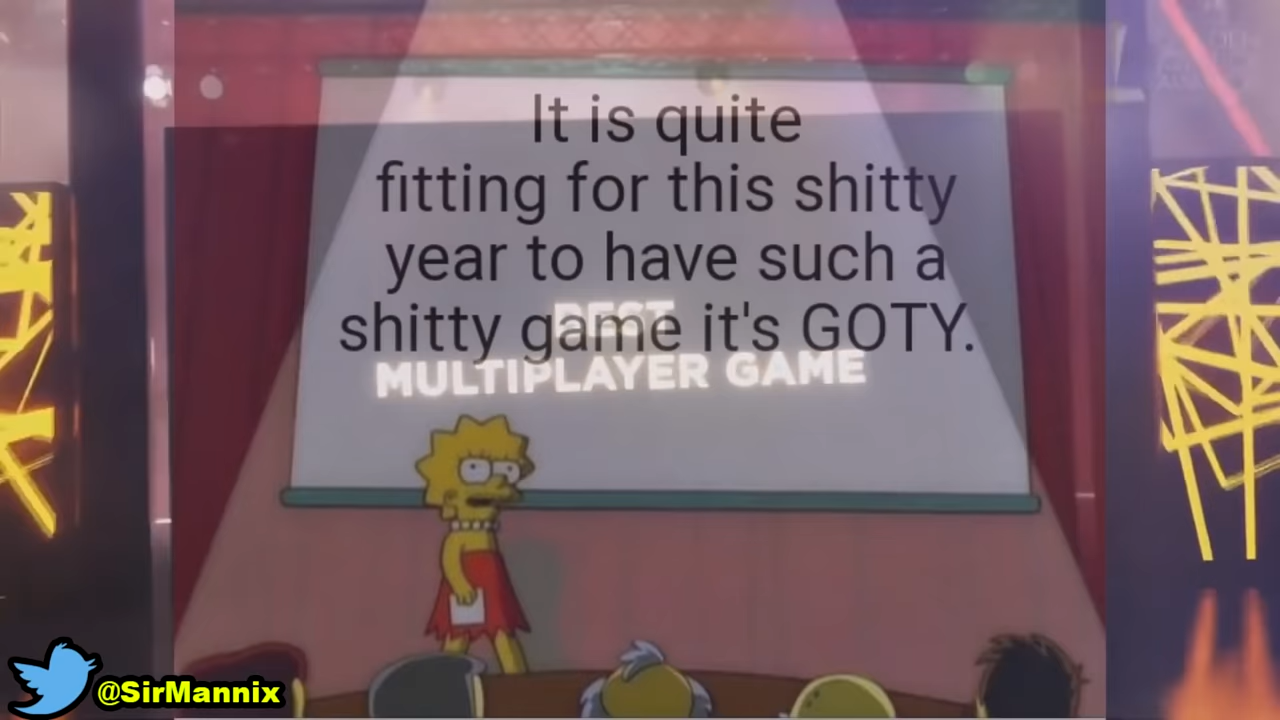 It is quite
fitting for this shitty
year to have such a
shitty game it's GOTY.
BEST
MULTIPLAYER GAME
@SirMannix